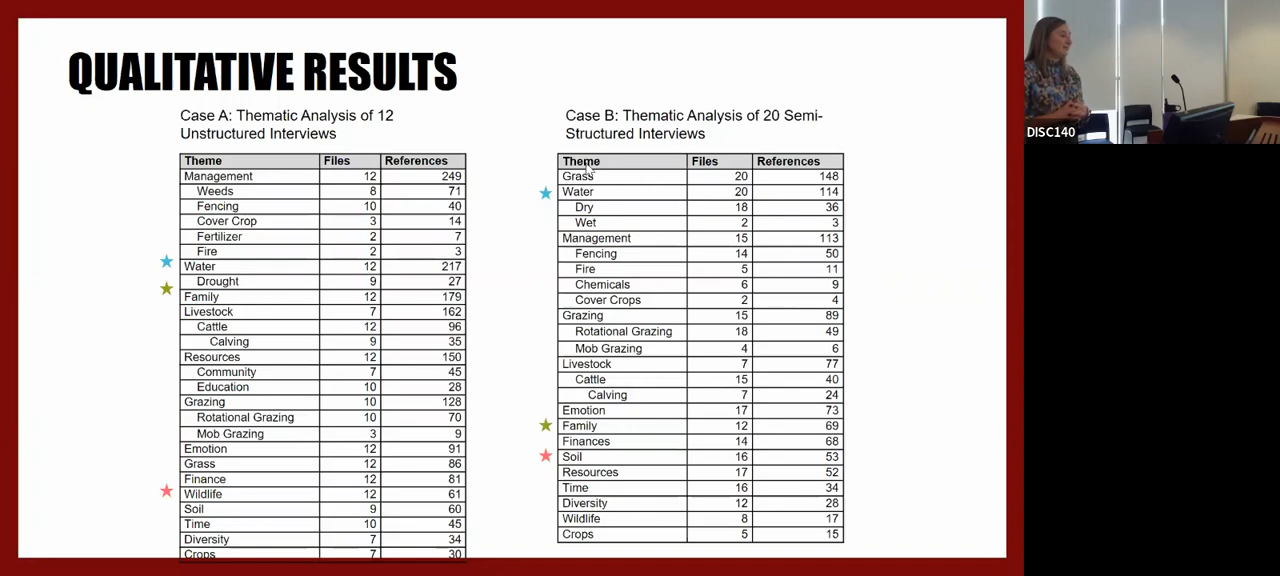 QUALITATIVE RESULTS
Case A: Thematic Analysis of 12
Unstructured Interviews
Theme Files References
Management 12 249
Weeds 8 71
Fencing 10 40
Cover Crop 3 14
Fertilizer 2 7
Fire 2 3
Water 12 217
Drought 9 27
Family 12 179
Livestock 7 162
Cattle 12 96
Calving 9 35
Resources 12 150
Community 7 45
Education 10 28
Grazing 10 128
Rotational Grazing 10 70
Mob Grazing 3 9
Emotion 12 91
Grass 12 86
Finance 12 81
Wildlife 12 61
Soil 9 60
Time 10 45
Diversity 7 34
Crops 7 30
Case B: Thematic Analysis of 20 Semi-
Structured Interviews
Theme Files References
Grass 20 148
Water 20 114
Dry 18 36
Wet 2 3
Management 15 113
Fencing 14 50
Fire 5 11
Chemicals 6 9
Cover Crops 2 4
Grazing 15 89
Rotational Grazing 18 49
Mob Grazing 4 6
Livestock 7 77
Cattle 15 40
Calving 7 24
Emotion 17 73
Family 12 69
Finances 14 68
Soil 16 53
Resources 17 52
Time 16 34
Diversity 12 28
Wildlife 8 17
Crops 5 15
DISC140